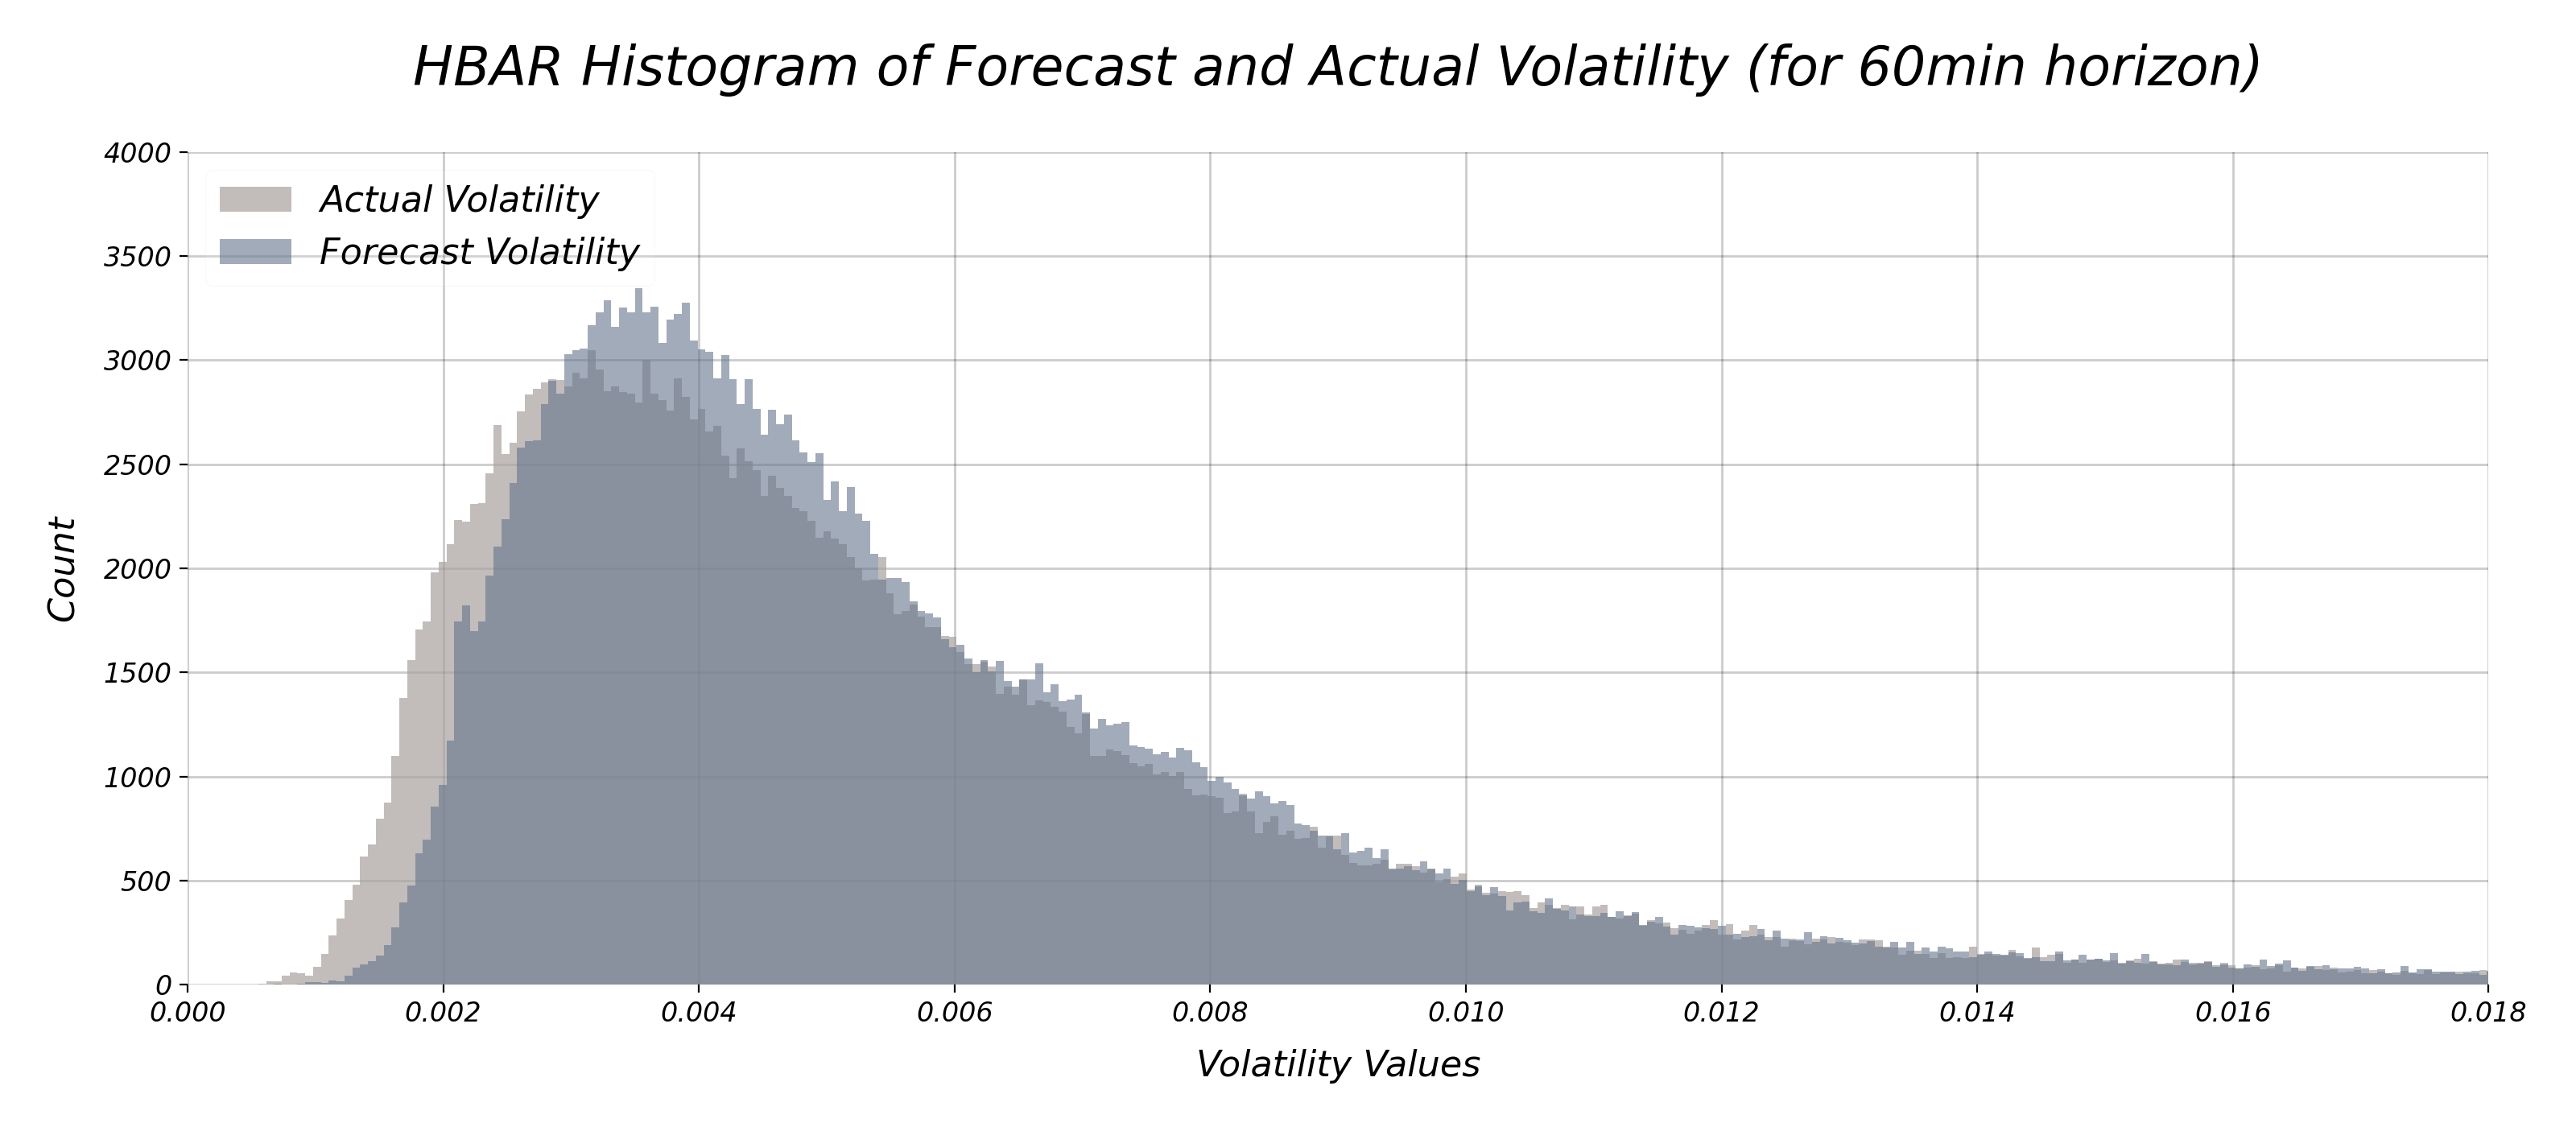 HBAR Histogram of Forecast and Actual Volatility (for 60min horizon)
4000
3500
3000
2500
2000
1500
1000
500
0
Count
Actual Volatility
Forecast Volatility
0.000 0.002 0.004 0.006 0.008 0.010 0.012 0.014 0.016 0.018
Volatility Values